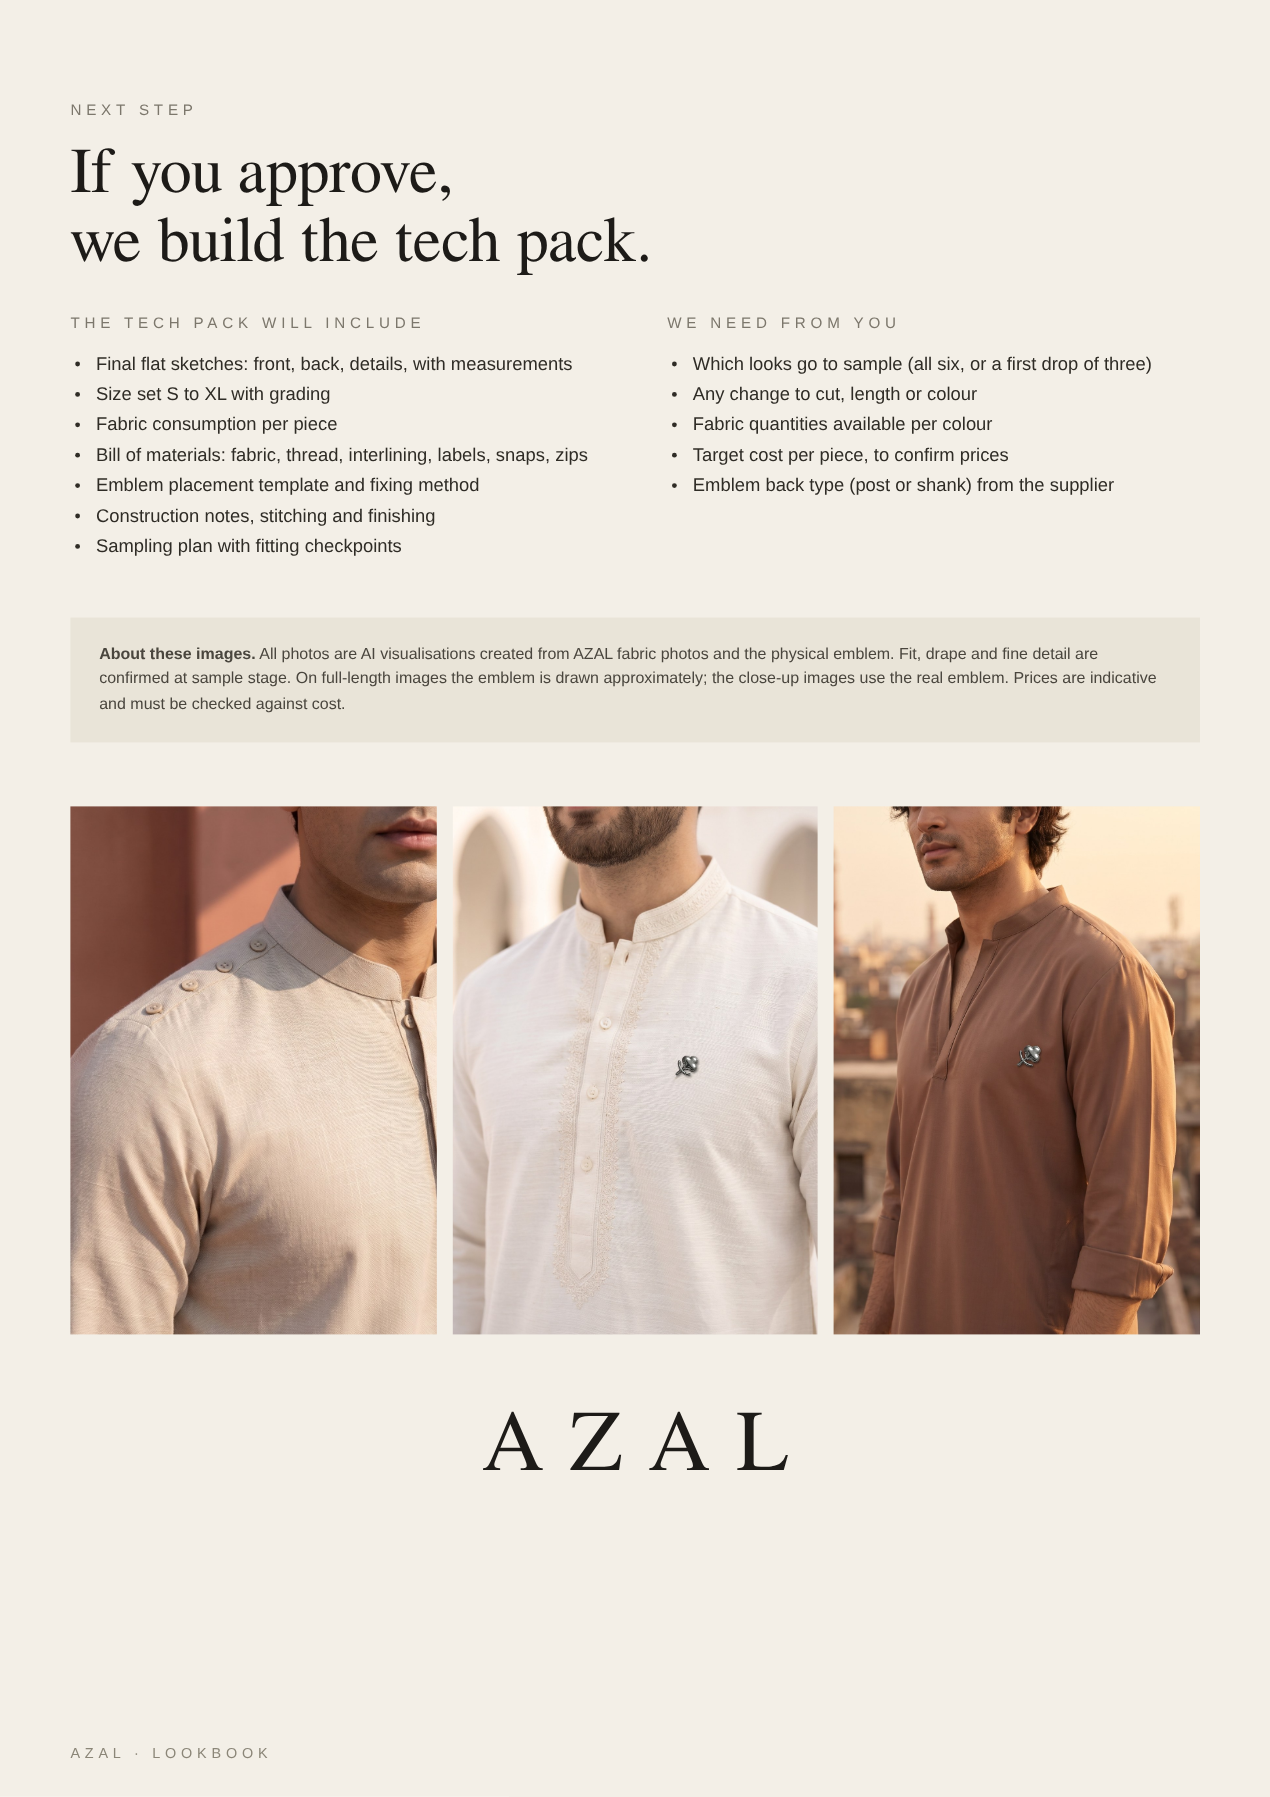 NEXT STEP
If you approve,
we build the tech pack.
THE TECH PACK WILL INCLUDE
• Final flat sketches: front, back, details, with measurements
• Size set S to XL with grading
• Fabric consumption per piece
• Bill of materials: fabric, thread, interlining, labels, snaps, zips
• Emblem placement template and fixing method
• Construction notes, stitching and finishing
• Sampling plan with fitting checkpoints
WE NEED FROM YOU
• Which looks go to sample (all six, or a first drop of three)
• Any change to cut, length or colour
• Fabric quantities available per colour
• Target cost per piece, to confirm prices
• Emblem back type (post or shank) from the supplier
About these images. All photos are AI visualisations created from AZAL fabric photos and the physical emblem. Fit, drape and fine detail are
confirmed at sample stage. On full-length images the emblem is drawn approximately; the close-up images use the real emblem. Prices are indicative
and must be checked against cost.
AZAL
AZAL · LOOKBOOK